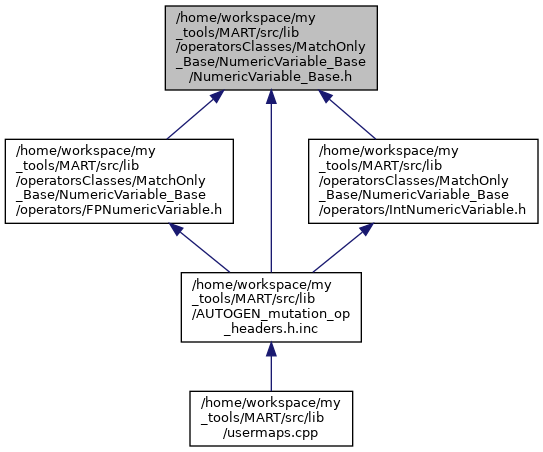 /home/workspace/my
_tools/MART/src/lib
/operatorsClasses/MatchOnly
_Base/NumericVariable_Base
/NumericVariable_Base.h
/home/workspace/my
_tools/MART/src/lib
/operatorsClasses/MatchOnly
_Base/NumericVariable_Base
/operators/FPNumericVariable.h
/home/workspace/my
_tools/MART/src/lib
/operatorsClasses/MatchOnly
_Base/NumericVariable_Base
/operators/IntNumericVariable.h
/home/workspace/my
_tools/MART/src/lib
/AUTOGEN_mutation_op
_headers.h.inc
/home/workspace/my
_tools/MART/src/lib
/usermaps.cpp